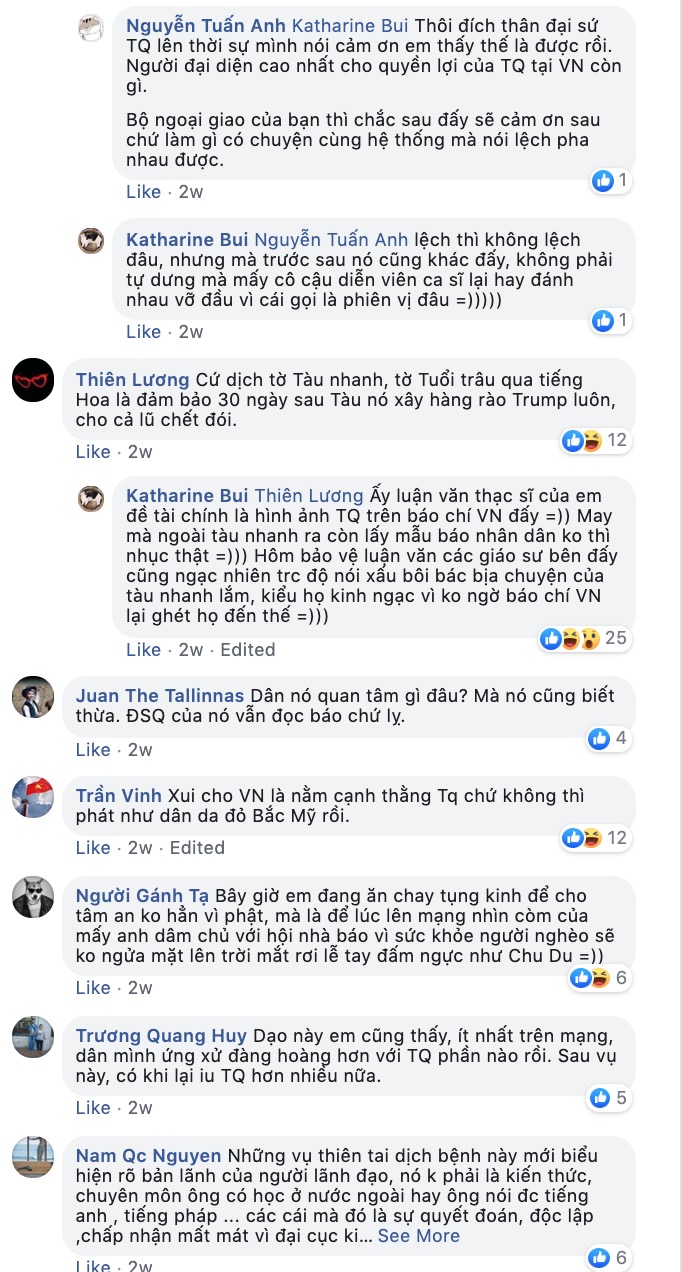 Nguyễn Tuấn Anh Katharine Bui Thôi đích thân đại sứ
TQ lên thời sự mình nói cảm ơn em thấy thế là được rồi.
Người đại diện cao nhất cho quyền lợi của TQ tại VN còn
gì.
Bộ ngoại giao của bạn thì chắc sau đấy sẽ cảm ơn sau
chứ làm gì có chuyện cùng hệ thống mà nói lệch pha
nhau được.
1
Like · 2w
Katharine Bui Nguyễn Tuấn Anh lệch thì không lệch
đâu, nhưng mà trước sau nó cũng khác đấy, không phải
tự dưng mà mấy cô cậu diễn viên ca sĩ lại hay đánh
nhau vỡ đầu vì cái gọi là phiên vị đâu =)))))
1
Like · 2w
Thiên Lương Cứ dịch tờ Tàu nhanh, tờ Tuổi trâu qua tiếng
Hoa là đảm bảo 30 ngày sau Tàu nó xây hàng rào Trump luôn,
cho cả lũ chết đói.
12
Like · 2w
Katharine Bui Thiên Lương Ấy luận văn thạc sĩ của em
đề tài chính là hình ảnh TQ trên báo chí VN đấy =)) May
mà ngoài tàu nhanh ra còn lấy mẫu báo nhân dân ko thì
nhục thật =))) Hôm bảo vệ luận văn các giáo sư bên đấy
cũng ngạc nhiên trc độ nói xấu bôi bác bịa chuyện của
tàu nhanh lắm, kiểu họ kinh ngạc vì ko ngờ báo chí VN
lại ghét họ đến thế =)))
25
Like · 2w · Edited
Juan The Tallinnas Dân nó quan tâm gì đâu? Mà nó cũng biết
thừa. ĐSQ của nó vẫn đọc báo chứ lỵ.
4
Like · 2w
Trần Vinh Xui cho VN là nằm cạnh thằng Tq chứ không thì
phát như dân da đỏ Bắc Mỹ rồi.
12
Like · 2w · Edited
Người Gánh Tạ Bây giờ em đang ăn chay tụng kinh để cho
tâm an ko hẳn vì phật, mà là để lúc lên mạng nhìn còm của
mấy anh dâm chủ với hội nhà báo vì sức khỏe người nghèo sẽ
ko ngửa mặt lên trời mắt rơi lễ tay đấm ngực như Chu Du =))
6
Like · 2w
Trương Quang Huy Dạo này em cũng thấy, ít nhất trên mạng,
dân mình ứng xử đàng hoàng hơn với TQ phần nào rồi. Sau vụ
này, có khi lại iu TQ hơn nhiều nữa.
5
Like · 2w
Nam Qc Nguyen Những vụ thiên tai dịch bệnh này mới biểu
hiện rõ bản lãnh của người lãnh đạo, nó k phải là kiến thức,
chuyên môn ông có học ở nước ngoài hay ông nói đc tiếng
anh , tiếng pháp ... các cái mà đó là sự quyết đoán, độc lập
,chấp nhận mất mát vì đại cục ki... See More
6
Like · 2w